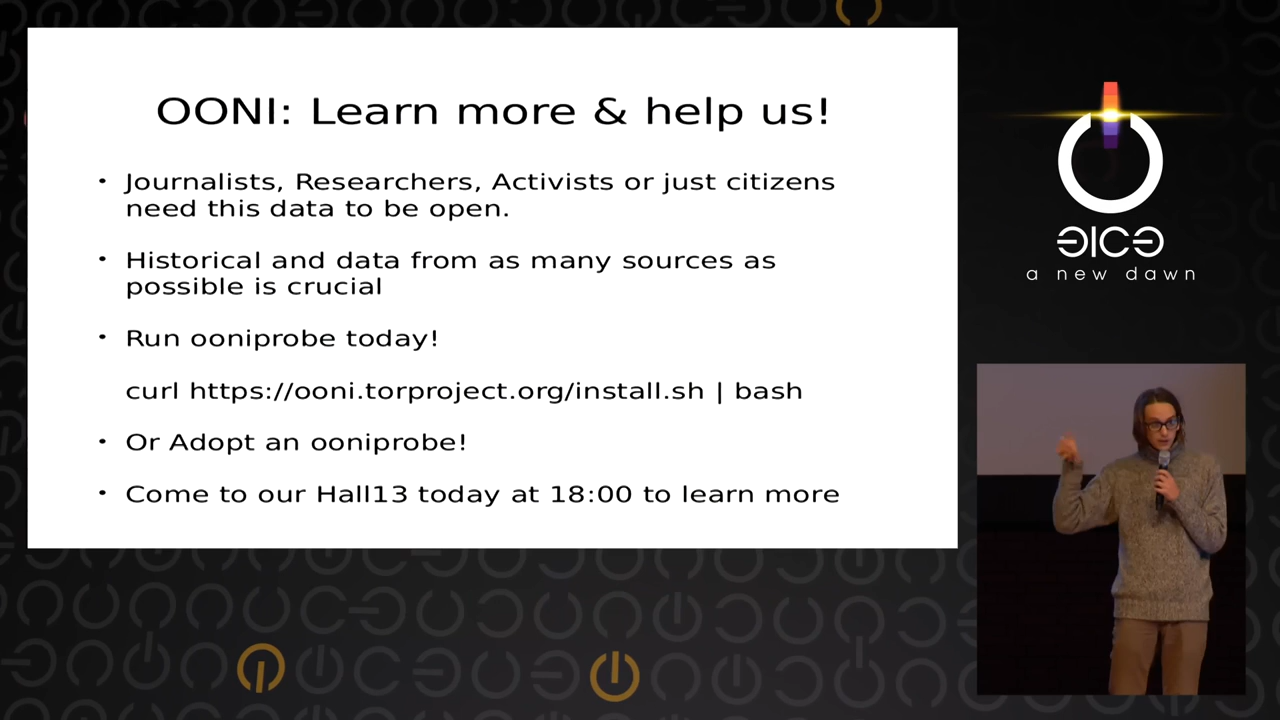 OONI: Learn more & help us!
• Journalists, Researchers, Activists or just citizens
need this data to be open.
• Historical and data from as many sources as
possible is crucial
• Run ooniprobe today!
curl https://ooni.torproject.org/install.sh | bash
• Or Adopt an ooniprobe!
• Come to our Hall13 today at 18:00 to learn more
a new dawn